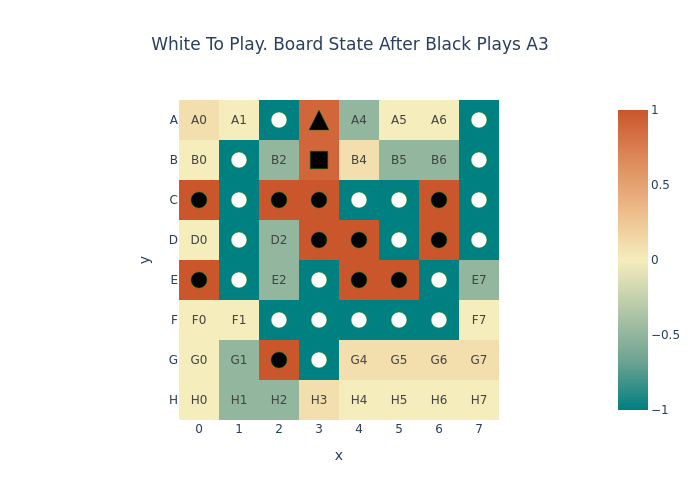 White To Play. Board State After Black Plays A3
A A0 A1 A4 A5 A6
B B0 B2 B4 B5 B6
C
D D0 D2
E E2 E7
F F0 F1 F7
G G0 G1 G4 G5 G6 G7
H H0 H1 H2 H3 H4 H5 H6 H7
0 1 2 3 4 5 6 7
x
y
1
0.5
0
−0.5
−1